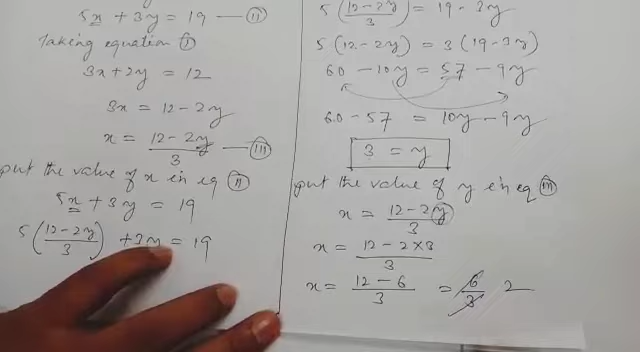 5x + 3y = 19 — (II)
Taking equation (I)
3x + 2y = 12
3x = 12 - 2y
x = (12 - 2y)/3 — (III)
put the value of x in eq (II)
5x + 3y = 19
5((12 - 2y)/3) + 3y = 19
5((12 - 2y)/3) = 19 - 3y
5(12 - 2y) = 3(19 - 3y)
60 - 10y = 57 - 9y
60 - 57 = 10y - 9y
3 = y
put the value of y in eq (III)
x = (12 - 2y)/3
x = (12 - 2×3)/3
x = (12 - 6)/3 = 6/3 2